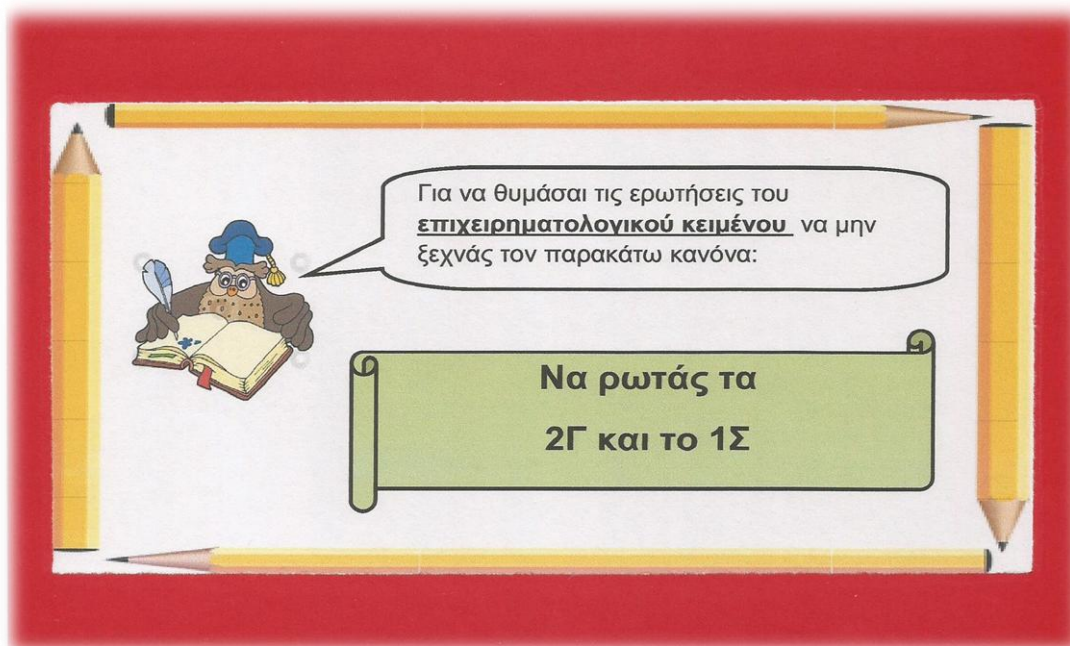 Για να θυμάσαι τις ερωτήσεις του
επιχειρηματολογικού κειμένου να μην
ξεχνάς τον παρακάτω κανόνα:
Να ρωτάς τα
2Γ και το 1Σ